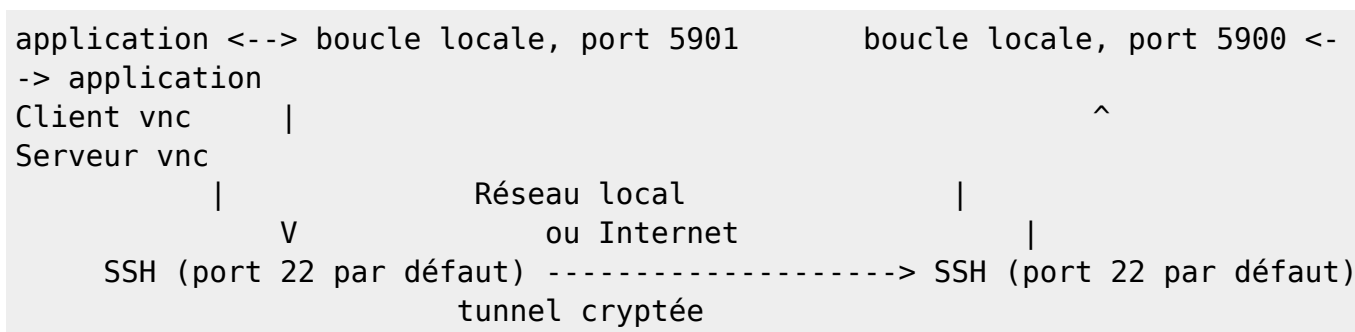 application <--> boucle locale, port 5901        boucle locale, port 5900 <-
-> application
Client vnc     |                                             ^
Serveur vnc
           |              Réseau local               |
               V              ou Internet                |
     SSH (port 22 par défaut) --------------------> SSH (port 22 par défaut)
                         tunnel cryptée